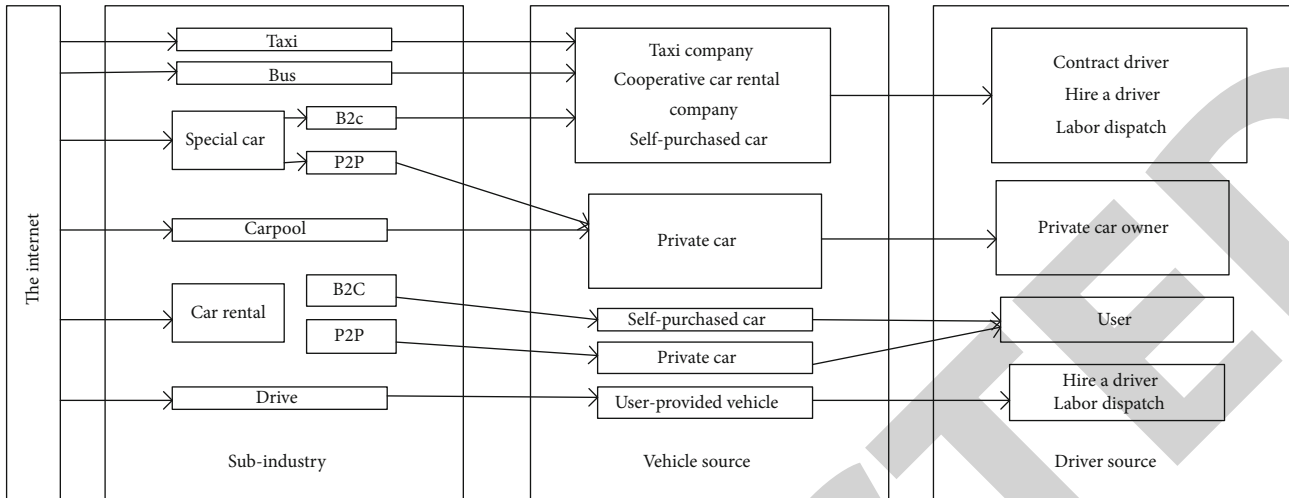 The internet
Taxi
Bus
Special car
B2c
P2P
Carpool
Car rental
B2C
P2P
Drive
Sub-industry
Taxi company
Cooperative car rental
company
Self-purchased car
Private car
Self-purchased car
Private car
User-provided vehicle
Vehicle source
Contract driver
Hire a driver
Labor dispatch
Private car owner
User
Hire a driver
Labor dispatch
Driver source